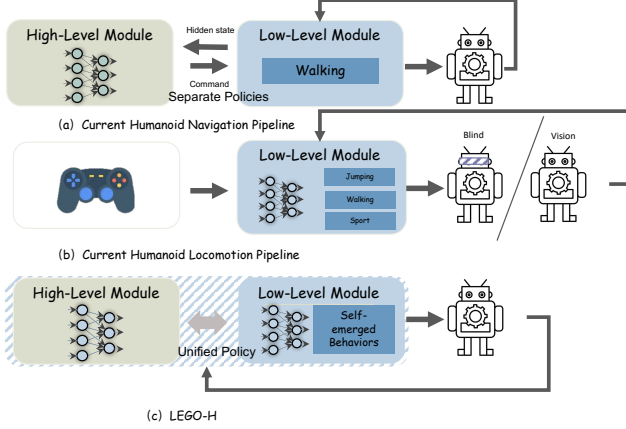 High-Level Module
Hidden state
Command
Separate Policies
Low-Level Module
Walking
(a) Current Humanoid Navigation Pipeline
Low-Level Module
Jumping
Walking
Sport
Blind
Vision
(b) Current Humanoid Locomotion Pipeline
High-Level Module
Unified Policy
Low-Level Module
Self-
emerged
Behaviors
(c) LEGO-H